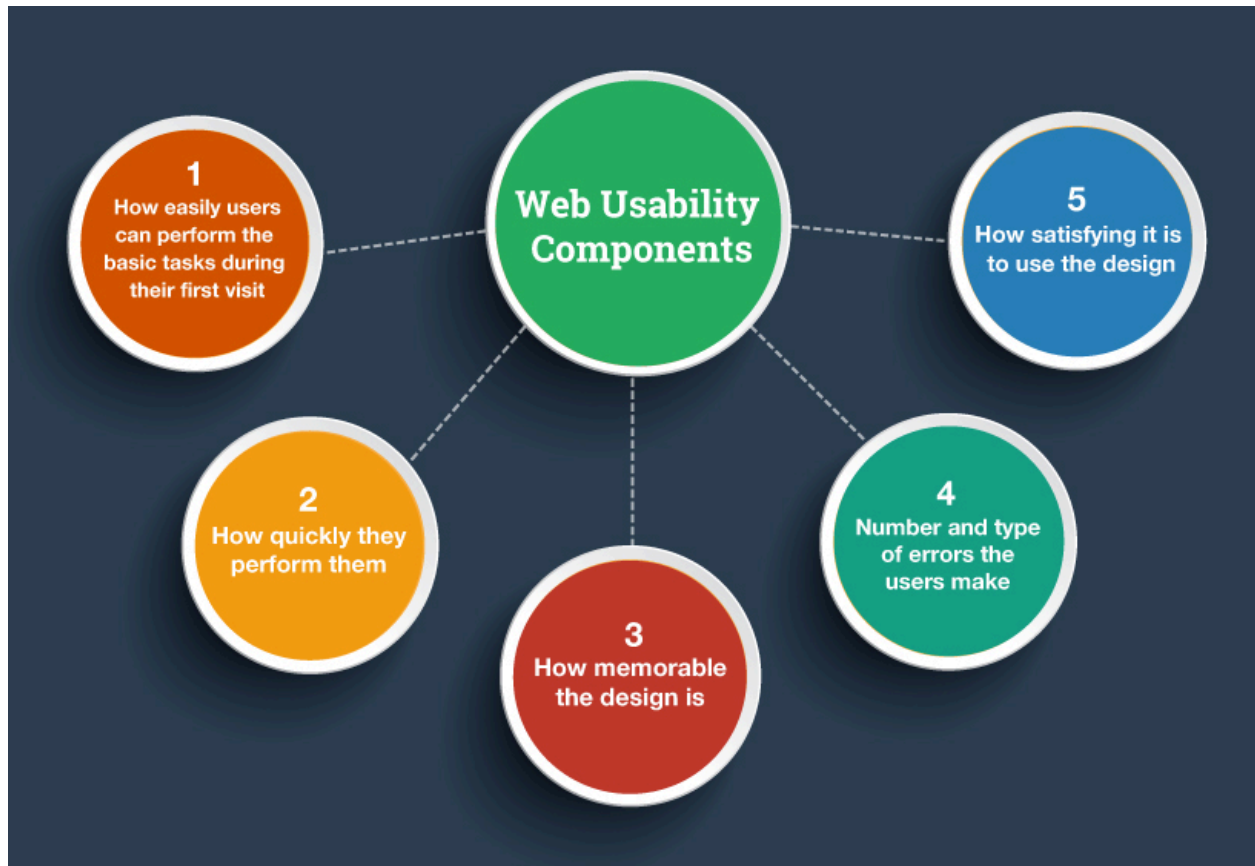 Web Usability
Components
1
How easily users
can perform the
basic tasks during
their first visit
2
How quickly they
perform them
3
How memorable
the design is
4
Number and type
of errors the
users make
5
How satisfying it is
to use the design